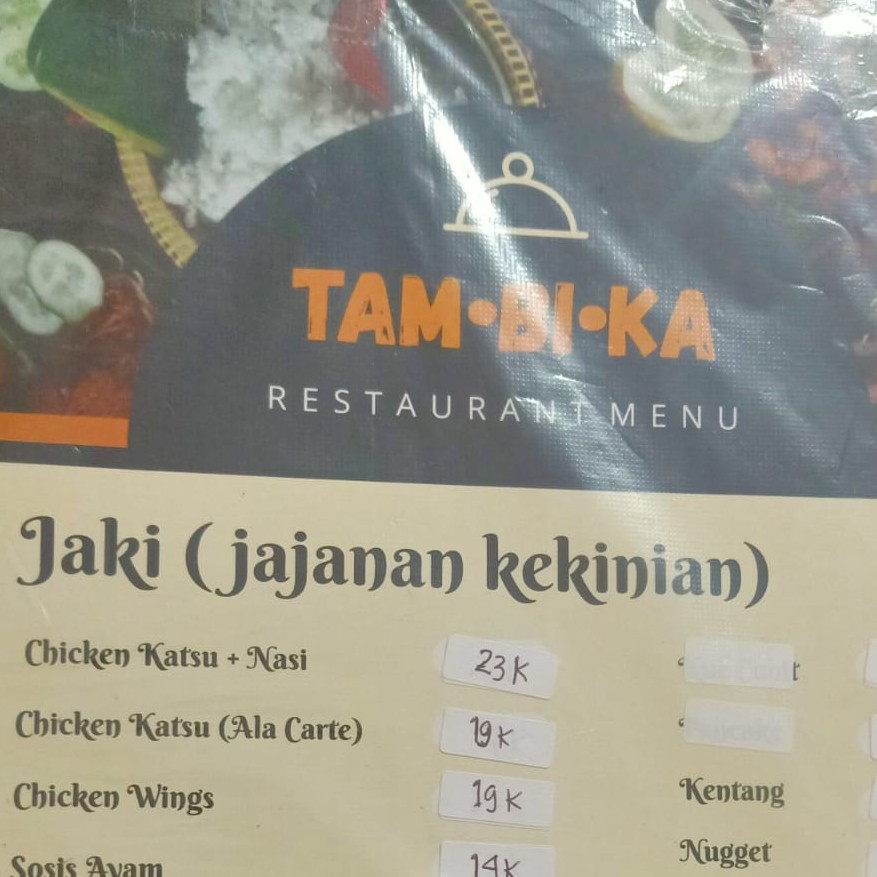 TAM•BI•KA
RESTAURANT MENU
Jaki (jajanan kekinian)
Chicken Katsu + Nasi 23K
Chicken Katsu (Ala Carte) 19K
Chicken Wings 19K
Kentang
Sosis Ayam 14K
Nugget